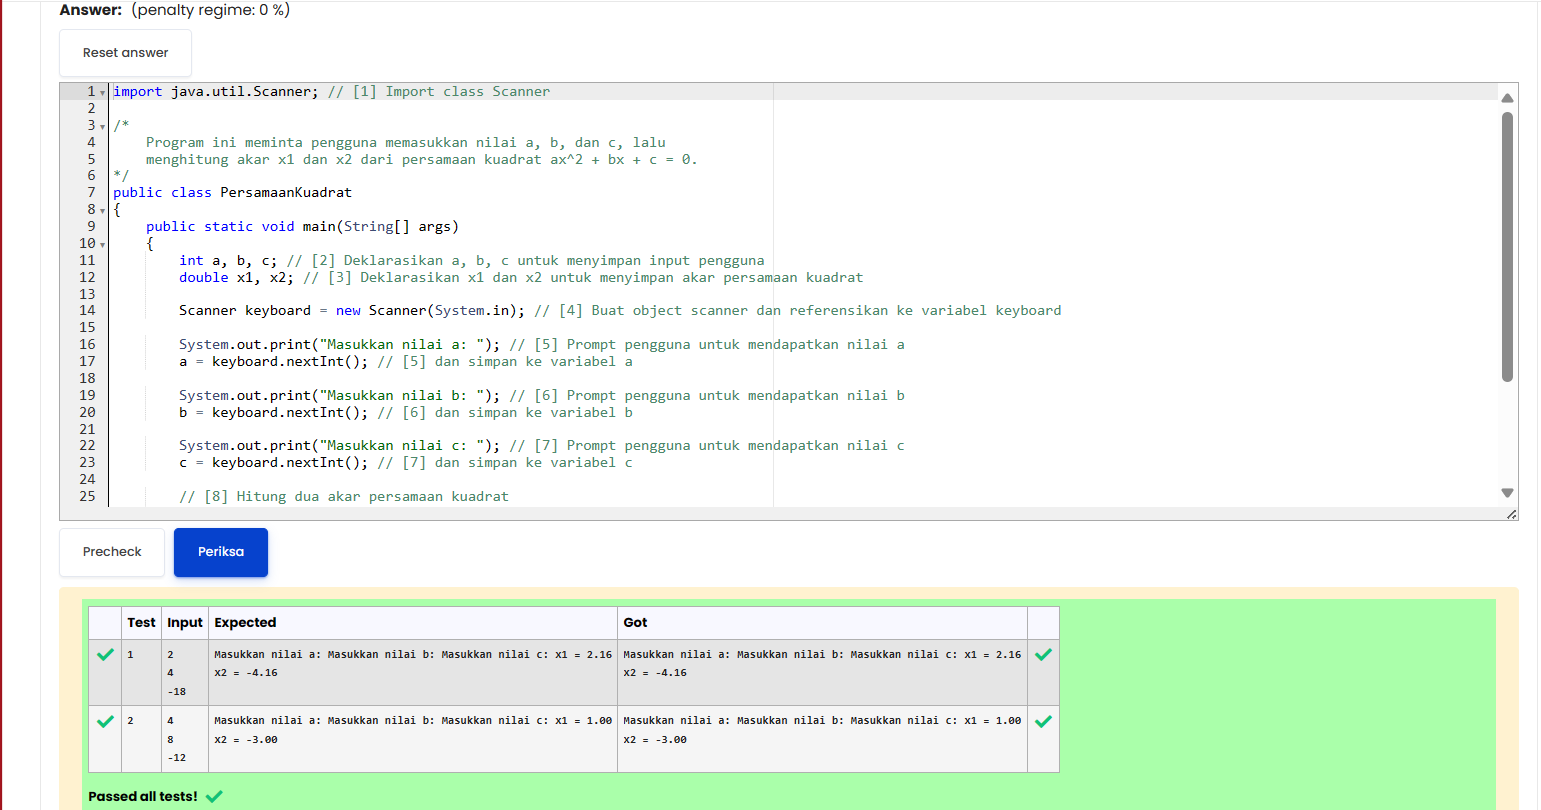 Answer: (penalty regime: 0 %)
Reset answer
1 import java.util.Scanner; // [1] Import class Scanner
2
3 /*
4     Program ini meminta pengguna memasukkan nilai a, b, dan c, lalu
5     menghitung akar x1 dan x2 dari persamaan kuadrat ax^2 + bx + c = 0.
6 */
7 public class PersamaanKuadrat
8 {
9     public static void main(String[] args)
10     {
11         int a, b, c; // [2] Deklarasikan a, b, c untuk menyimpan input pengguna
12         double x1, x2; // [3] Deklarasikan x1 dan x2 untuk menyimpan akar persamaan kuadrat
13
14         Scanner keyboard = new Scanner(System.in); // [4] Buat object scanner dan referensikan ke variabel keyboard
15
16         System.out.print("Masukkan nilai a: "); // [5] Prompt pengguna untuk mendapatkan nilai a
17         a = keyboard.nextInt(); // [5] dan simpan ke variabel a
18
19         System.out.print("Masukkan nilai b: "); // [6] Prompt pengguna untuk mendapatkan nilai b
20         b = keyboard.nextInt(); // [6] dan simpan ke variabel b
21
22         System.out.print("Masukkan nilai c: "); // [7] Prompt pengguna untuk mendapatkan nilai c
23         c = keyboard.nextInt(); // [7] dan simpan ke variabel c
24
25         // [8] Hitung dua akar persamaan kuadrat
Precheck Periksa
Test Input Expected Got
1 2 Masukkan nilai a: Masukkan nilai b: Masukkan nilai c: x1 = 2.16 Masukkan nilai a: Masukkan nilai b: Masukkan nilai c: x1 = 2.16
4 x2 = -4.16 x2 = -4.16
-18
2 4 Masukkan nilai a: Masukkan nilai b: Masukkan nilai c: x1 = 1.00 Masukkan nilai a: Masukkan nilai b: Masukkan nilai c: x1 = 1.00
8 x2 = -3.00 x2 = -3.00
-12
Passed all tests!